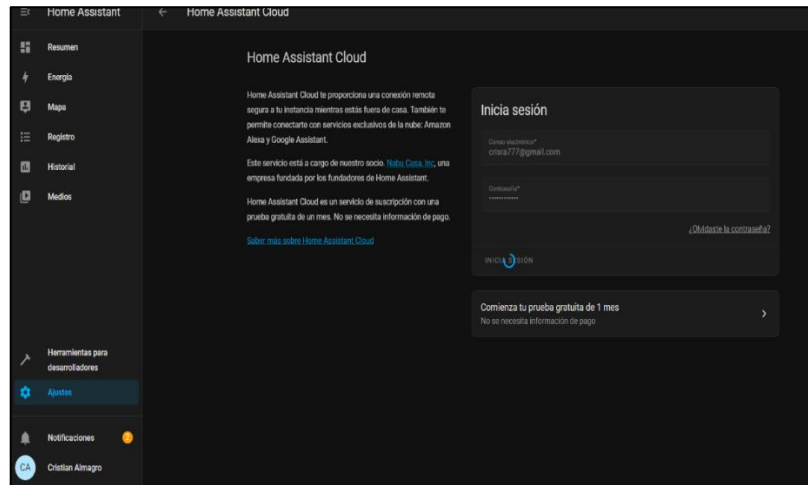 Home Assistant
Home Assistant Cloud
Resumen
Energía
Mapa
Registro
Historial
Medios
Herramientas para
desarrolladores
Ajustes
Notificaciones
CA
Cristian Almagro
Home Assistant Cloud
Home Assistant Cloud te proporciona una conexión remota
segura a tu instancia mientras estás fuera de casa. También te
permite conectarte con servicios exclusivos de la nube: Amazon
Alexa y Google Assistant.
Este servicio está a cargo de nuestro socio, Nabu Casa, Inc, una
empresa fundada por los fundadores de Home Assistant.
Home Assistant Cloud es un servicio de suscripción con una
prueba gratuita de un mes. No se necesita información de pago.
Saber más sobre Home Assistant Cloud
Inicia sesión
Correo electrónico*
crisra777@gmail.com
Contraseña*
¿Olvidaste la contraseña?
INICIA SESIÓN
Comienza tu prueba gratuita de 1 mes
No se necesita información de pago